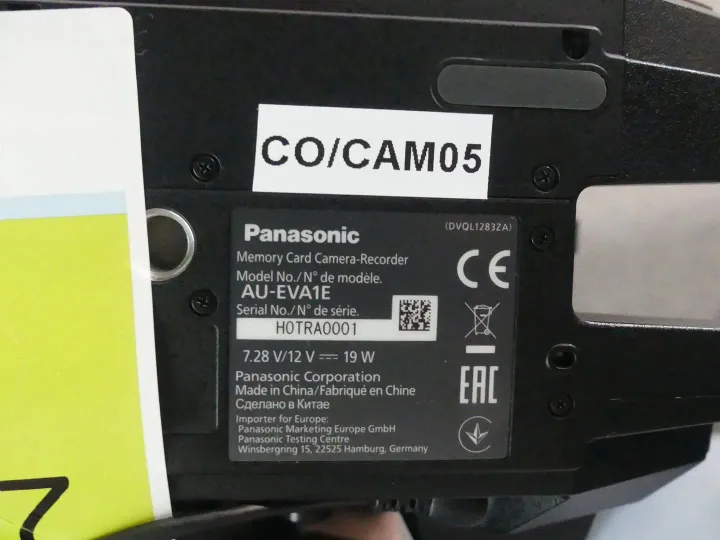 CO/CAM05
Panasonic
(DVQL1283ZA)
Memory Card Camera-Recorder
Model No./N° de modèle.
AU-EVA1E
Serial No./N° de série.
H0TRA0001
7.28 V/12 V ⎓ 19 W
Panasonic Corporation
Made in China/Fabriqué en Chine
Сделано в Китае
Importer for Europe:
Panasonic Marketing Europe GmbH
Panasonic Testing Centre
Winsbergring 15, 22525 Hamburg, Germany
CE
EAC